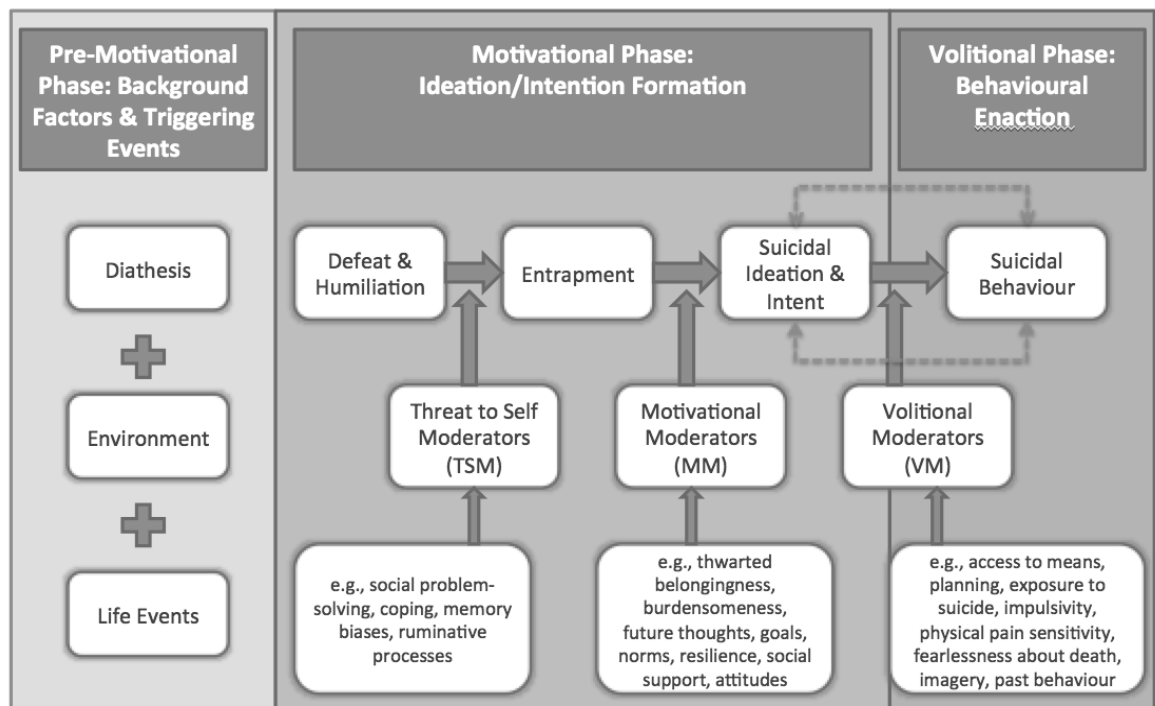 Pre-Motivational
Phase: Background
Factors & Triggering
Events
Motivational Phase:
Ideation/Intention Formation
Volitional Phase:
Behavioural
Enaction
Diathesis
Environment
Life Events
Defeat &
Humiliation
Entrapment
Suicidal
Ideation &
Intent
Suicidal
Behaviour
Threat to Self
Moderators
(TSM)
Motivational
Moderators
(MM)
Volitional
Moderators
(VM)
e.g., social problem-
solving, coping, memory
biases, ruminative
processes
e.g., thwarted
belongingness,
burdensomeness,
future thoughts, goals,
norms, resilience, social
support, attitudes
e.g., access to means,
planning, exposure to
suicide, impulsivity,
physical pain sensitivity,
fearlessness about death,
imagery, past behaviour